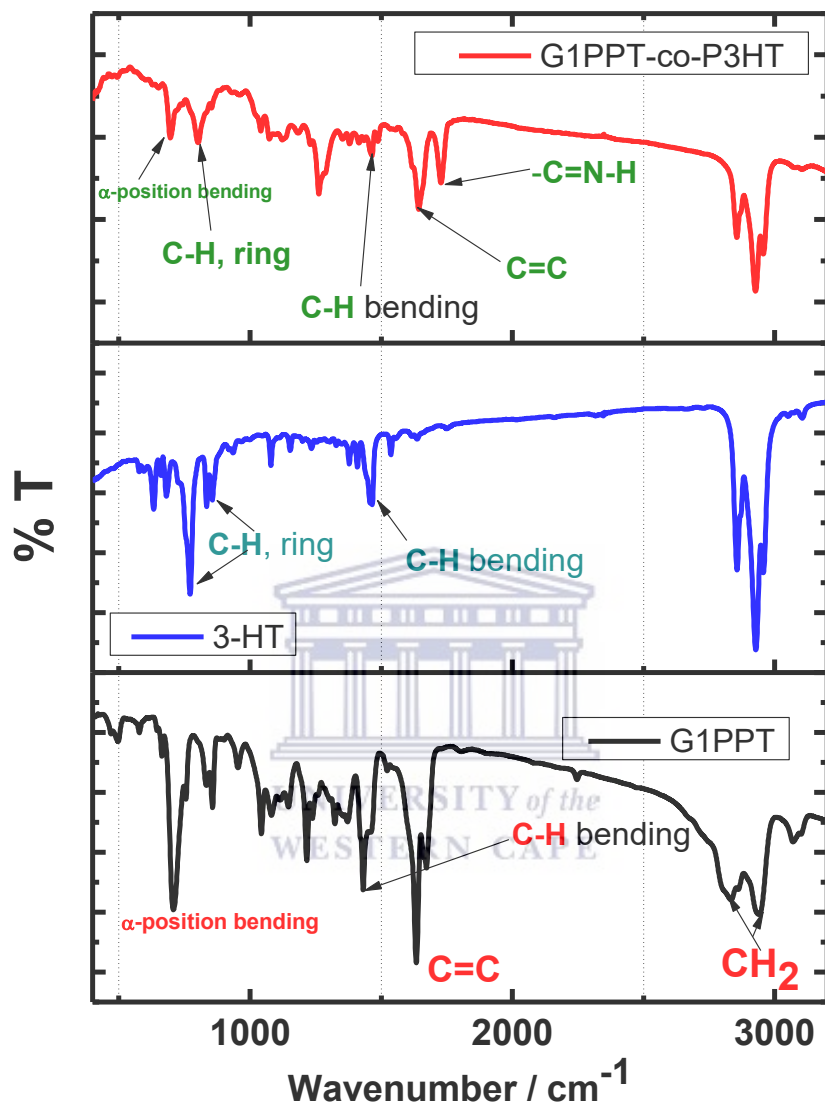 G1PPT-co-P3HT
-C=N-H
α-position bending
C-H, ring
C=C
C-H bending
% T
C-H, ring
C-H bending
3-HT
G1PPT
UNIVERSITY of the
C-H bending
WESTERN CAPE
α-position bending
C=C
CH₂
1000 2000 3000
Wavenumber / cm⁻¹